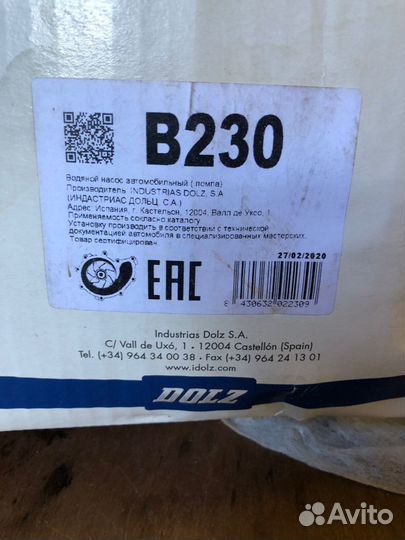 B230
Водяной насос автомобильный ( помпа)
Производитель: INDUSTRIAS DOLZ, S.A
(ИНДАСТРИАС ДОЛЬЦ, С.А.)
Адрес: Испания, г. Кастельон, 12004, Валл де Уксо, 1
Применяемость согласно каталогу
Установку производить в соответствии с технической
документацией автомобиля в специализированных мастерских.
Товар сертифицирован
27/02/2020
EAC
8 430632 022309
Industrias Dolz S.A.
C/ Vall de Uxó, 1 - 12004 Castellón (Spain)
Tel. (+34) 964 34 00 38 - Fax (+34) 964 24 13 01
www.idolz.com
DOLZ
Avito